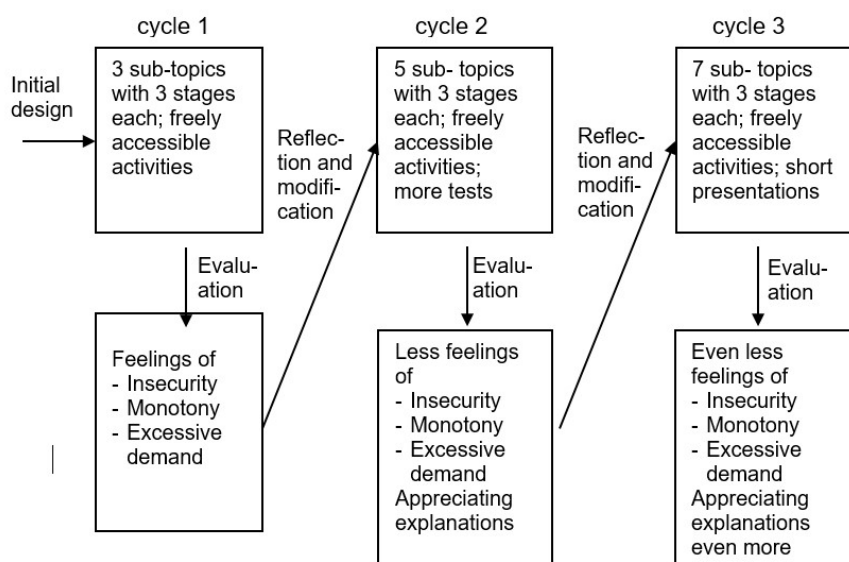 cycle 1
Initial
design
3 sub-topics
with 3 stages
each; freely
accessible
activities
Evalu-
ation
Feelings of
- Insecurity
- Monotony
- Excessive
demand
Reflec-
tion and
modifi-
cation
cycle 2
5 sub- topics
with 3 stages
each; freely
accessible
activities;
more tests
Evalu-
ation
Less feelings
of
- Insecurity
- Monotony
- Excessive
demand
Appreciating
explanations
Reflec-
tion and
modifi-
cation
cycle 3
7 sub- topics
with 3 stages
each; freely
accessible
activities; short
presentations
Evalu-
ation
Even less
feelings of
- Insecurity
- Monotony
- Excessive
demand
Appreciating
explanations
even more